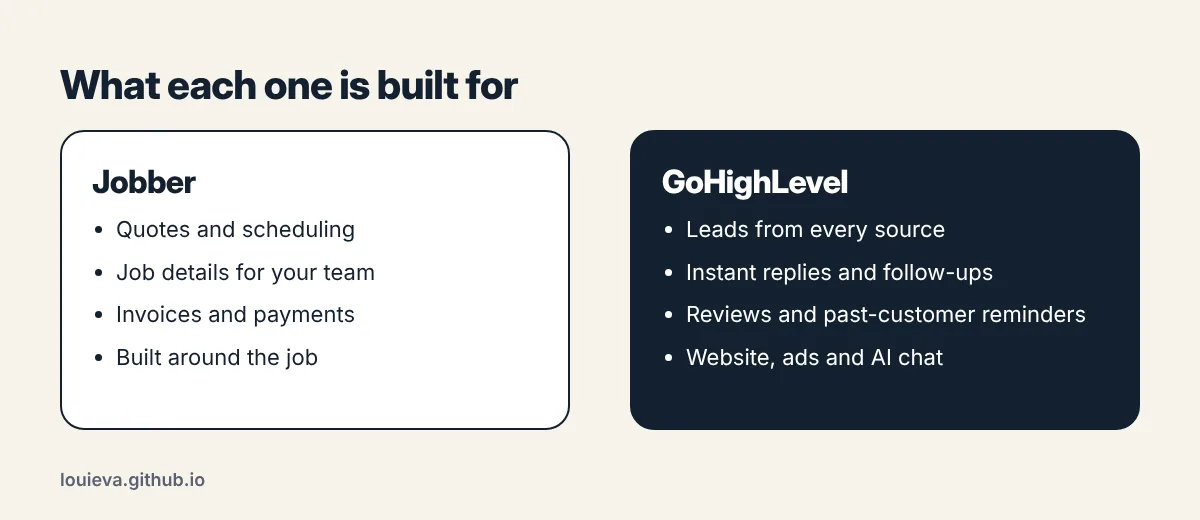 What each one is built for
Jobber
• Quotes and scheduling
• Job details for your team
• Invoices and payments
• Built around the job
GoHighLevel
• Leads from every source
• Instant replies and follow-ups
• Reviews and past-customer reminders
• Website, ads and AI chat
louieva.github.io